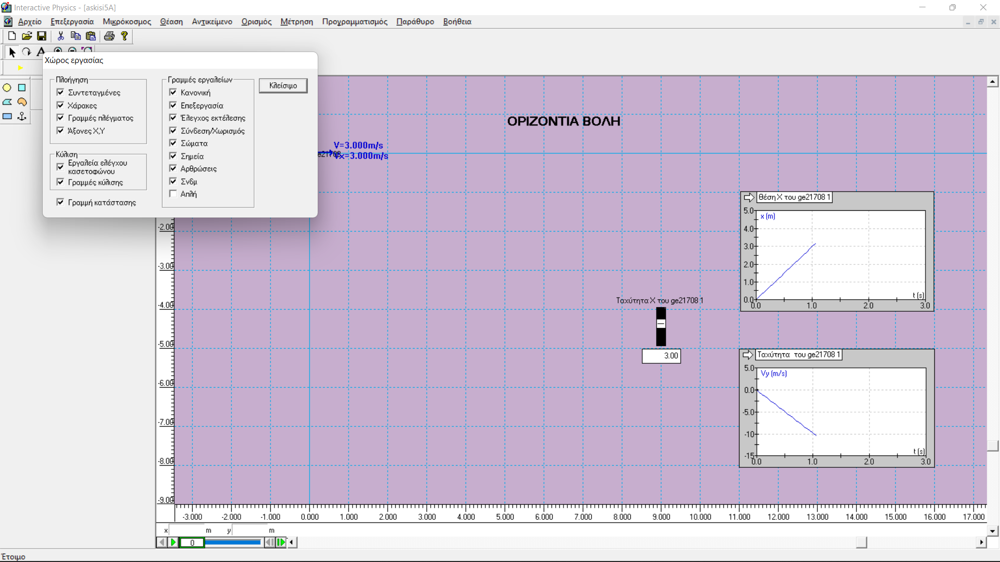 Interactive Physics - [askisi5A]
Αρχείο Επεξεργασία Μικρόκοσμος Θέαση Αντικείμενο Ορισμός Μέτρηση Προγραμματισμός Παράθυρο Βοήθεια
Χώρος εργασίας
Πλοήγηση
Συντεταγμένες
Χάρακες
Γραμμές πλέγματος
Άξονες X,Y
Κύλιση
Εργαλεία ελέγχου
κασετοφώνου
Γραμμές κύλισης
Γραμμή κατάστασης
Γραμμές εργαλείων
Κανονική
Επεξεργασία
Έλεγχος εκτέλεσης
Σύνδεση/Χωρισμός
Σώματα
Σημεία
Αρθρώσεις
Σνδμ
Απλή
Κλείσιμο
ΟΡΙΖΟΝΤΙΑ ΒΟΛΗ
V=3.000m/s
Vx=3.000m/s
Θέση X του ge21708 1
x (m)
5.0
4.0
3.0
2.0
1.0
0.0
t (s)
0.0 1.0 2.0 3.0
Ταχύτητα X του ge21708 1
3.00
Ταχύτητα του ge21708 1
Vy (m/s)
5.0
0.0
-5.0
-10
-15
t (s)
0.0 1.0 2.0 3.0
-2.00
-3.00
-4.00
-5.00
-6.00
-7.00
-8.00
-9.00
-3.000 -2.000 -1.000 0.000 1.000 2.000 3.000 4.000 5.000 6.000 7.000 8.000 9.000 10.000 11.000 12.000 13.000 14.000 15.000 16.000 17.000
x m y m
0
Έτοιμο